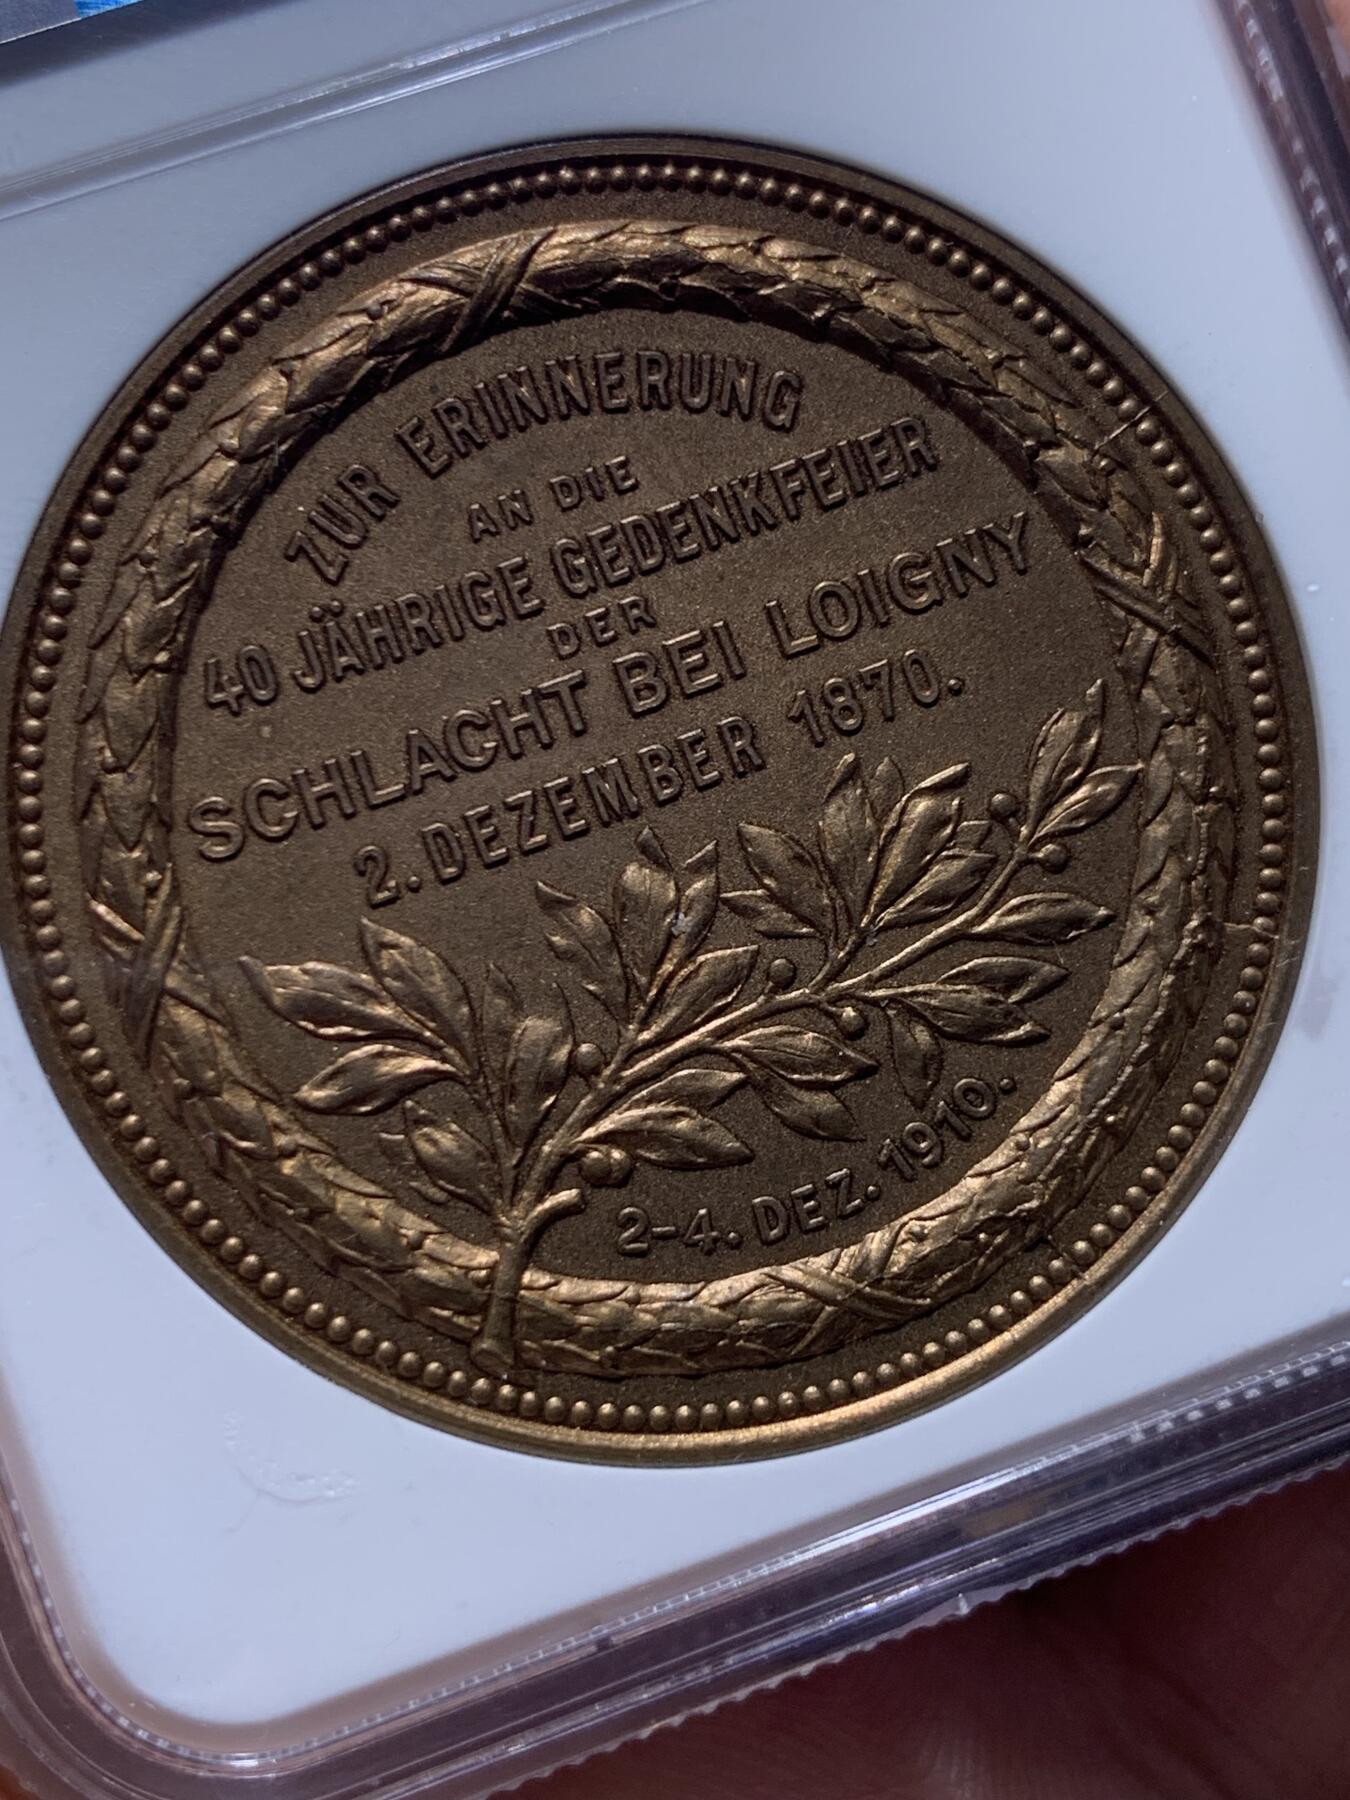 ZUR ERINNERUNG
AN DIE
40 JÄHRIGE GEDENKFEIER
DER
SCHLACHT BEI LOIGNY
2. DEZEMBER 1870.
2-4. DEZ. 1910.